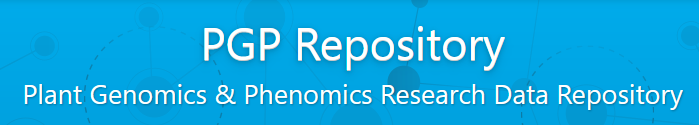 PGP Repository
Plant Genomics & Phenomics Research Data Repository